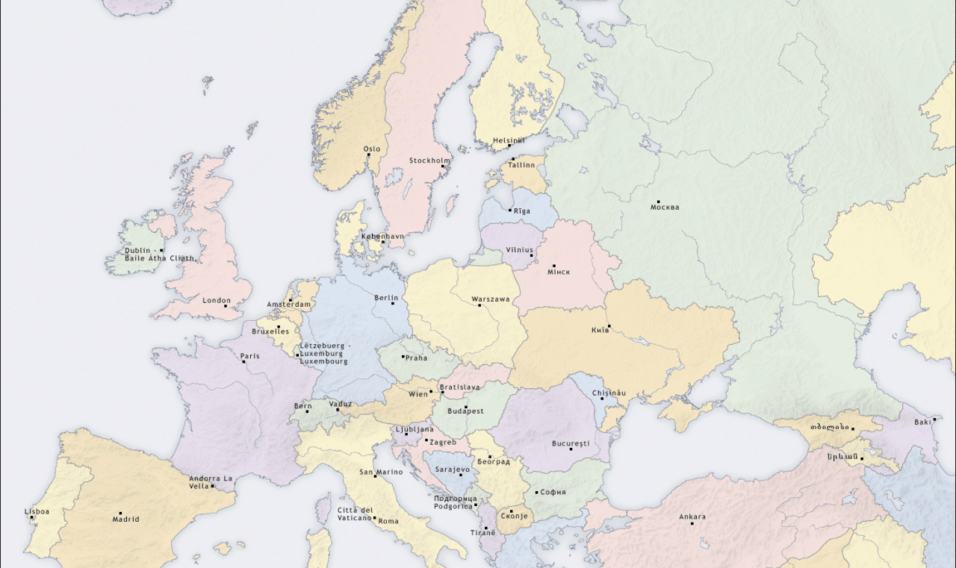 Helsinki
Oslo
Stockholm
Tallinn
Москва
Rīga
København
Vilnius
Dublin -
Baile Átha Cliath
Мінск
London
Amsterdam
Berlin
Warszawa
Bruxelles
Київ
Lëtzebuerg -
Luxemburg
Luxembourg
Paris
Praha
Bratislava
Wien
Chișinău
Bern
Vaduz
Budapest
Baki
თბილისი
Ljubljana
Zagreb
București
Երևան
Београд
San Marino
Sarajevo
Andorra La
Vella
София
Подгорица
Podgorica
Lisboa
Madrid
Città del
Vaticano
Roma
Скопје
Ankara
Tiranë